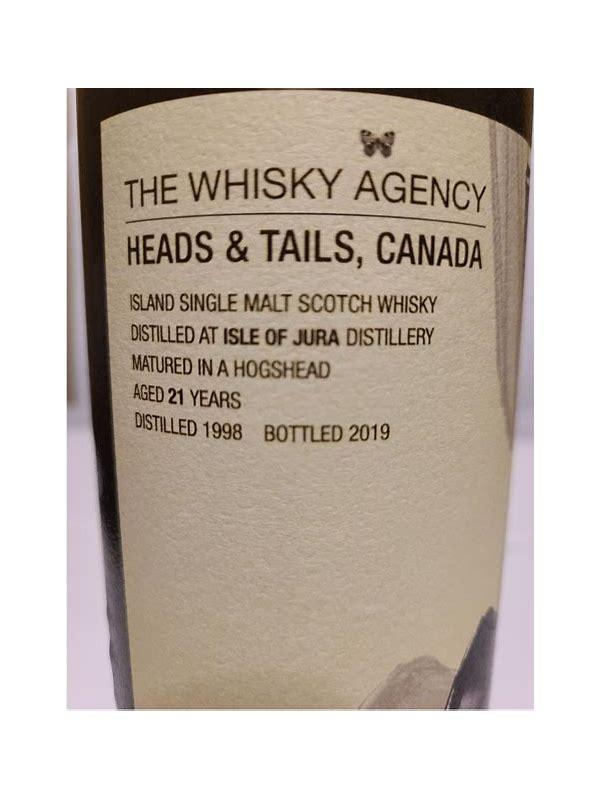 THE WHISKY AGENCY
HEADS & TAILS, CANADA
ISLAND SINGLE MALT SCOTCH WHISKY
DISTILLED AT ISLE OF JURA DISTILLERY
MATURED IN A HOGSHEAD
AGED 21 YEARS
DISTILLED 1998 BOTTLED 2019